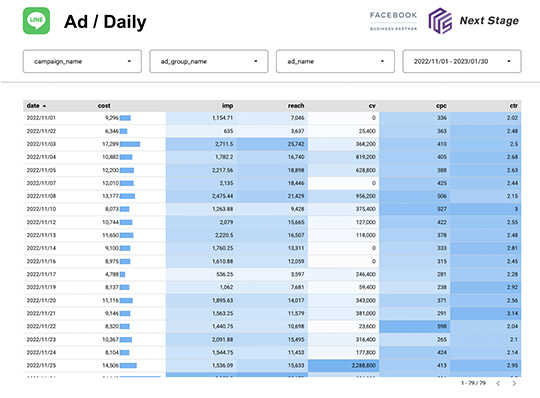 LINE
Ad / Daily
FACEBOOK
BUSINESS PARTNER
Next Stage
campaign_name
ad_group_name
ad_name
2022/11/01 - 2023/01/30
date cost imp reach cv cpc ctr
2022/11/01 9,296 1,154.71 7,046 0 336 2.02
2022/11/02 6,346 635 3,637 25,400 363 2.48
2022/11/03 17,289 2,711.5 25,742 368,200 410 2.5
2022/11/04 10,882 1,782.2 16,740 819,200 405 2.68
2022/11/05 12,200 2,217.56 18,898 628,800 388 2.63
2022/11/07 12,010 2,135 18,446 0 425 2.44
2022/11/08 13,177 2,475.44 21,429 956,200 506 2.15
2022/11/10 8,073 1,263.88 9,428 375,400 527 3
2022/11/12 10,744 2,079 15,665 127,000 422 2.55
2022/11/13 11,650 2,220.5 16,507 118,000 378 2.48
2022/11/14 9,100 1,760.25 13,311 0 333 2.81
2022/11/16 8,975 1,610.88 12,059 0 315 2.45
2022/11/17 4,788 536.25 3,597 246,400 281 2.28
2022/11/19 8,137 1,062 7,681 59,400 238 2.92
2022/11/20 11,116 1,895.63 14,017 343,000 371 2.56
2022/11/21 9,146 1,563.25 11,579 381,000 291 3.14
2022/11/22 8,520 1,440.75 10,698 23,600 598 2.04
2022/11/23 10,367 2,091.88 15,495 316,400 265 2.1
2022/11/24 8,104 1,544.75 11,453 177,800 424 2.14
2022/11/25 14,506 1,536.09 15,633 2,288,800 413 2.95
1 - 79 / 79